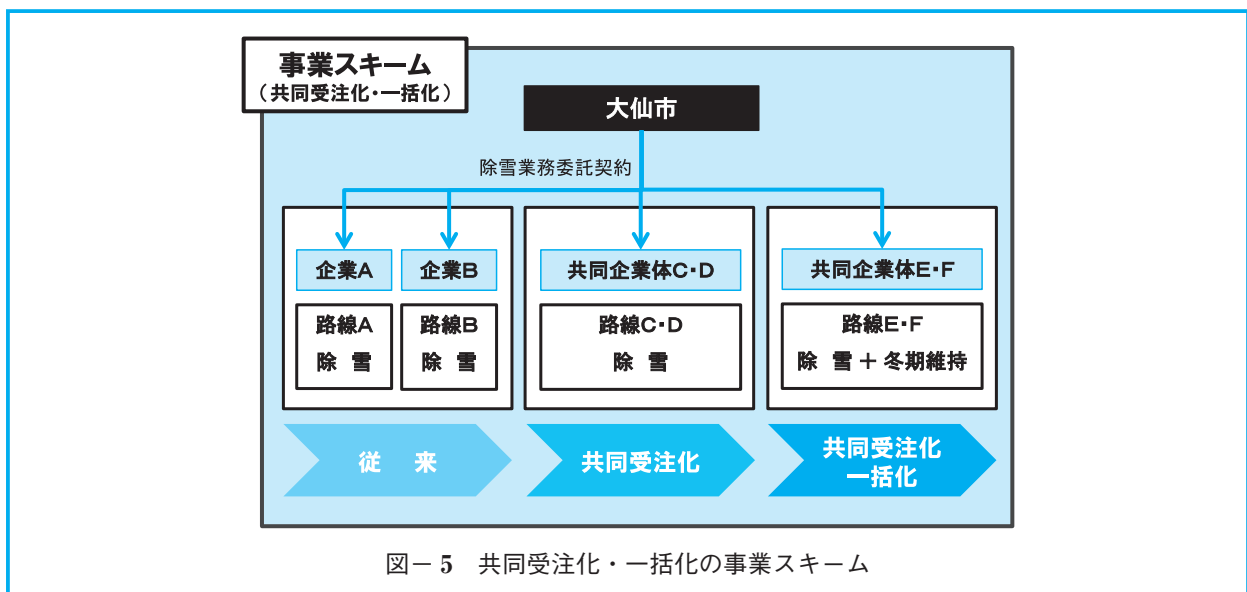 事業スキーム
（共同受注化・一括化）
大仙市
除雪業務委託契約
企業A
企業B
共同企業体C・D
共同企業体E・F
路線A
除 雪
路線B
除 雪
路線C・D
除 雪
路線E・F
除 雪 + 冬期維持
従 来
共同受注化
共同受注化
一括化
図－5 共同受注化・一括化の事業スキーム